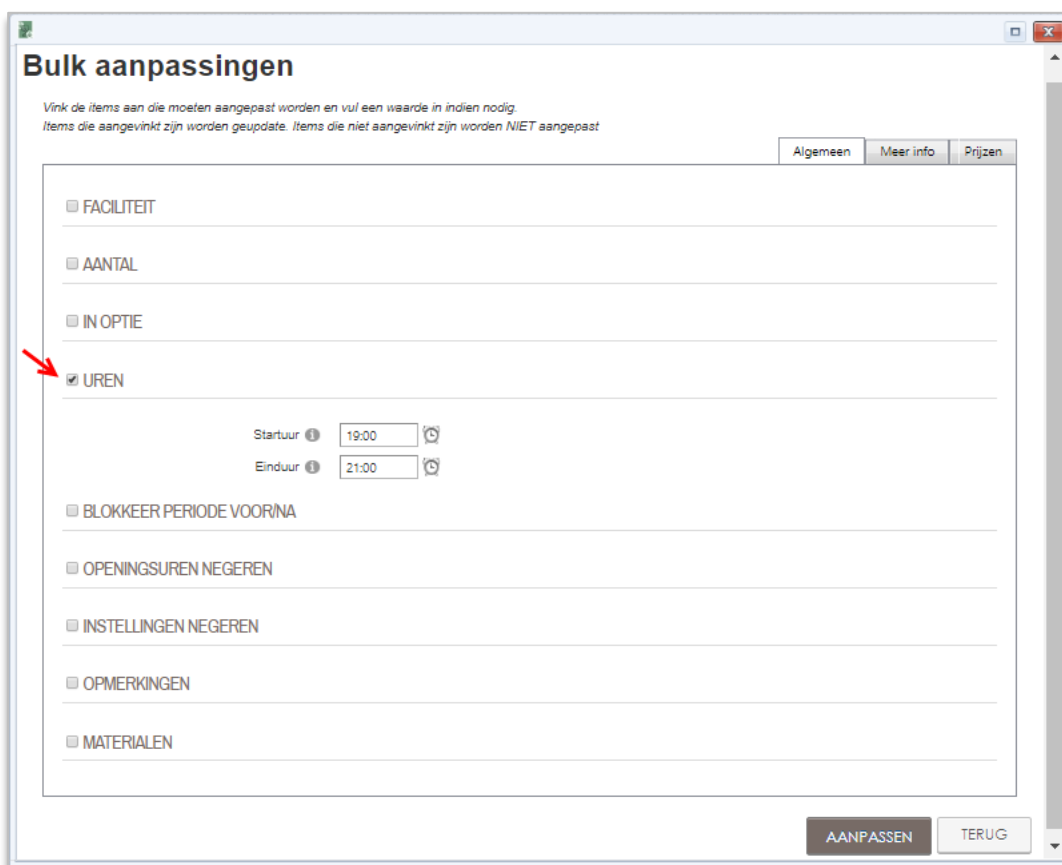 Bulk aanpassingen
Vink de items aan die moeten aangepast worden en vul een waarde in indien nodig.
Items die aangevinkt zijn worden geupdate. Items die niet aangevinkt zijn worden NIET aangepast
Algemeen Meer info Prijzen
FACILITEIT
AANTAL
IN OPTIE
UREN
Startuur 19:00
Einduur 21:00
BLOKKEER PERIODE VOOR/NA
OPENINGSUREN NEGEREN
INSTELLINGEN NEGEREN
OPMERKINGEN
MATERIALEN
AANPASSEN TERUG